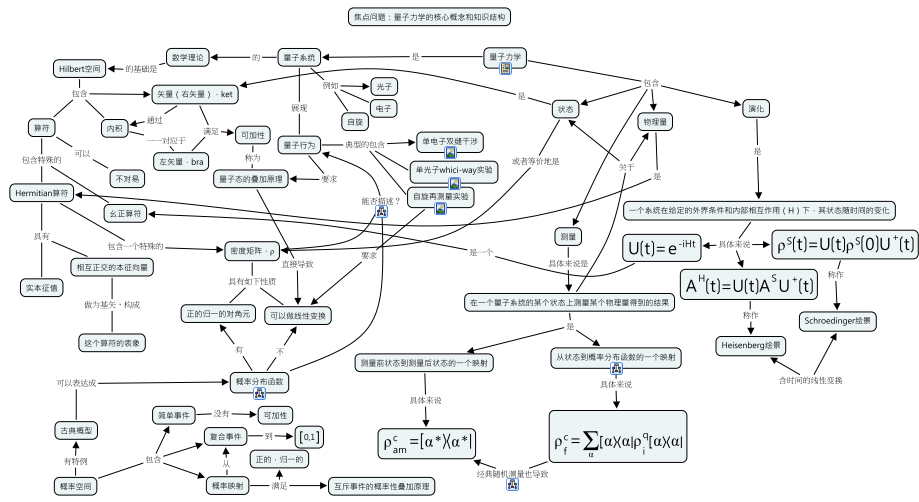 焦点问题：量子力学的核心概念和知识结构
数学理论
的
量子系统
是
量子力学
Hilbert空间
的基础是
包含
矢量（右矢量）- ket
例如
光子
电子
自旋
展现
是
状态
包含
物理量
演化
算符
内积
通过
一一对应于
满足
可加性
左矢量 - bra
称为
可以
不对易
包含特殊的
量子行为
典型的包含
单电子双缝干涉
单光子whici-way实验
自旋再测量实验
或者等价地是
关于
是
是
Hermitian算符
量子态的叠加原理
要求
能否描述？
幺正算符
一个系统在给定的外界条件和内部相互作用（H）下，其状态随时间的变化
具有
包含一个特殊的
密度矩阵 - ρ
要求
是一个
测量
U(t)=e^{-iHt}
具体来说
ρ^S(t)=U(t)ρ^S(0)U^+(t)
相互正交的本征向量
具有如下性质
直接导致
具体来说是
A^H(t)=U(t)A^S U^+(t)
称作
实本征值
做为基矢，构成
正的归一的对角元
可以做线性变换
在一个量子系统的某个状态上测量某个物理量得到的结果
称作
Schroedinger绘景
这个算符的表象
有
不
是
Heisenberg绘景
测量前状态到测量后状态的一个映射
从状态到概率分布函数的一个映射
含时间的线性变换
可以表达成
概率分布函数
具体来说
具体来说
简单事件
没有
可加性
古典概型
复合事件
到
[0,1]
ρ^c_{am} =|α*⟩⟨α*|
ρ^c_f=∑_α |α⟩⟨α|ρ^q_i|α⟩⟨α|
有特例
包含
从
正的，归一的
经典随机测量也导致
概率空间
概率映射
满足
互斥事件的概率性叠加原理